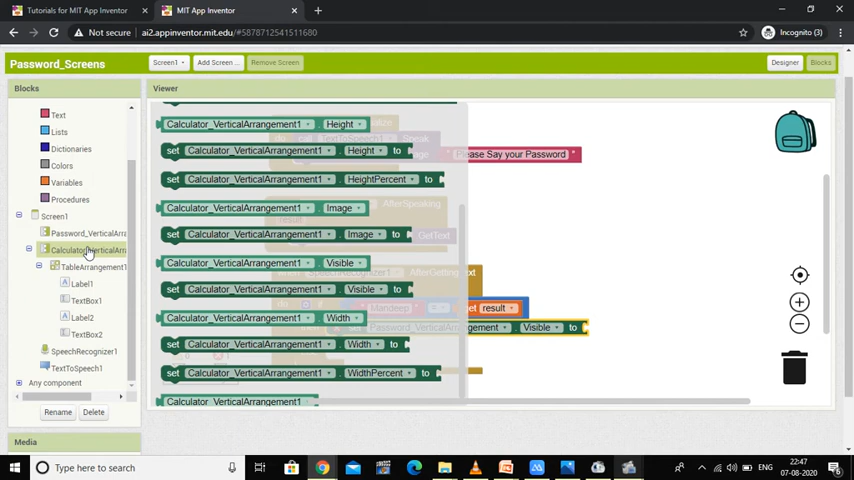 Tutorials for MIT App Inventor
MIT App Inventor
Not secure
ai2.appinventor.mit.edu/#5878712541511680
Incognito (3)
Password_Screens
Screen1
Add Screen ...
Remove Screen
Designer
Blocks
Blocks
Viewer
Text
Lists
Dictionaries
Colors
Variables
Procedures
Screen1
Password_VerticalArra
Calculator_VerticalArran
TableArrangement1
Label1
TextBox1
Label2
TextBox2
SpeechRecognizer1
TextToSpeech1
Any component
Rename
Delete
Media
Calculator_VerticalArrangement1 . Height
set Calculator_VerticalArrangement1 . Height to
set Calculator_VerticalArrangement1 . HeightPercent to
Calculator_VerticalArrangement1 . Image
set Calculator_VerticalArrangement1 . Image to
Calculator_VerticalArrangement1 . Visible
set Calculator_VerticalArrangement1 . Visible to
Calculator_VerticalArrangement1 . Width
set Calculator_VerticalArrangement1 . Width to
set Calculator_VerticalArrangement1 . WidthPercent to
Calculator_VerticalArrangement1
" Please Say your Password "
get result
. Visible to
Type here to search
ENG
22:47
07-08-2020